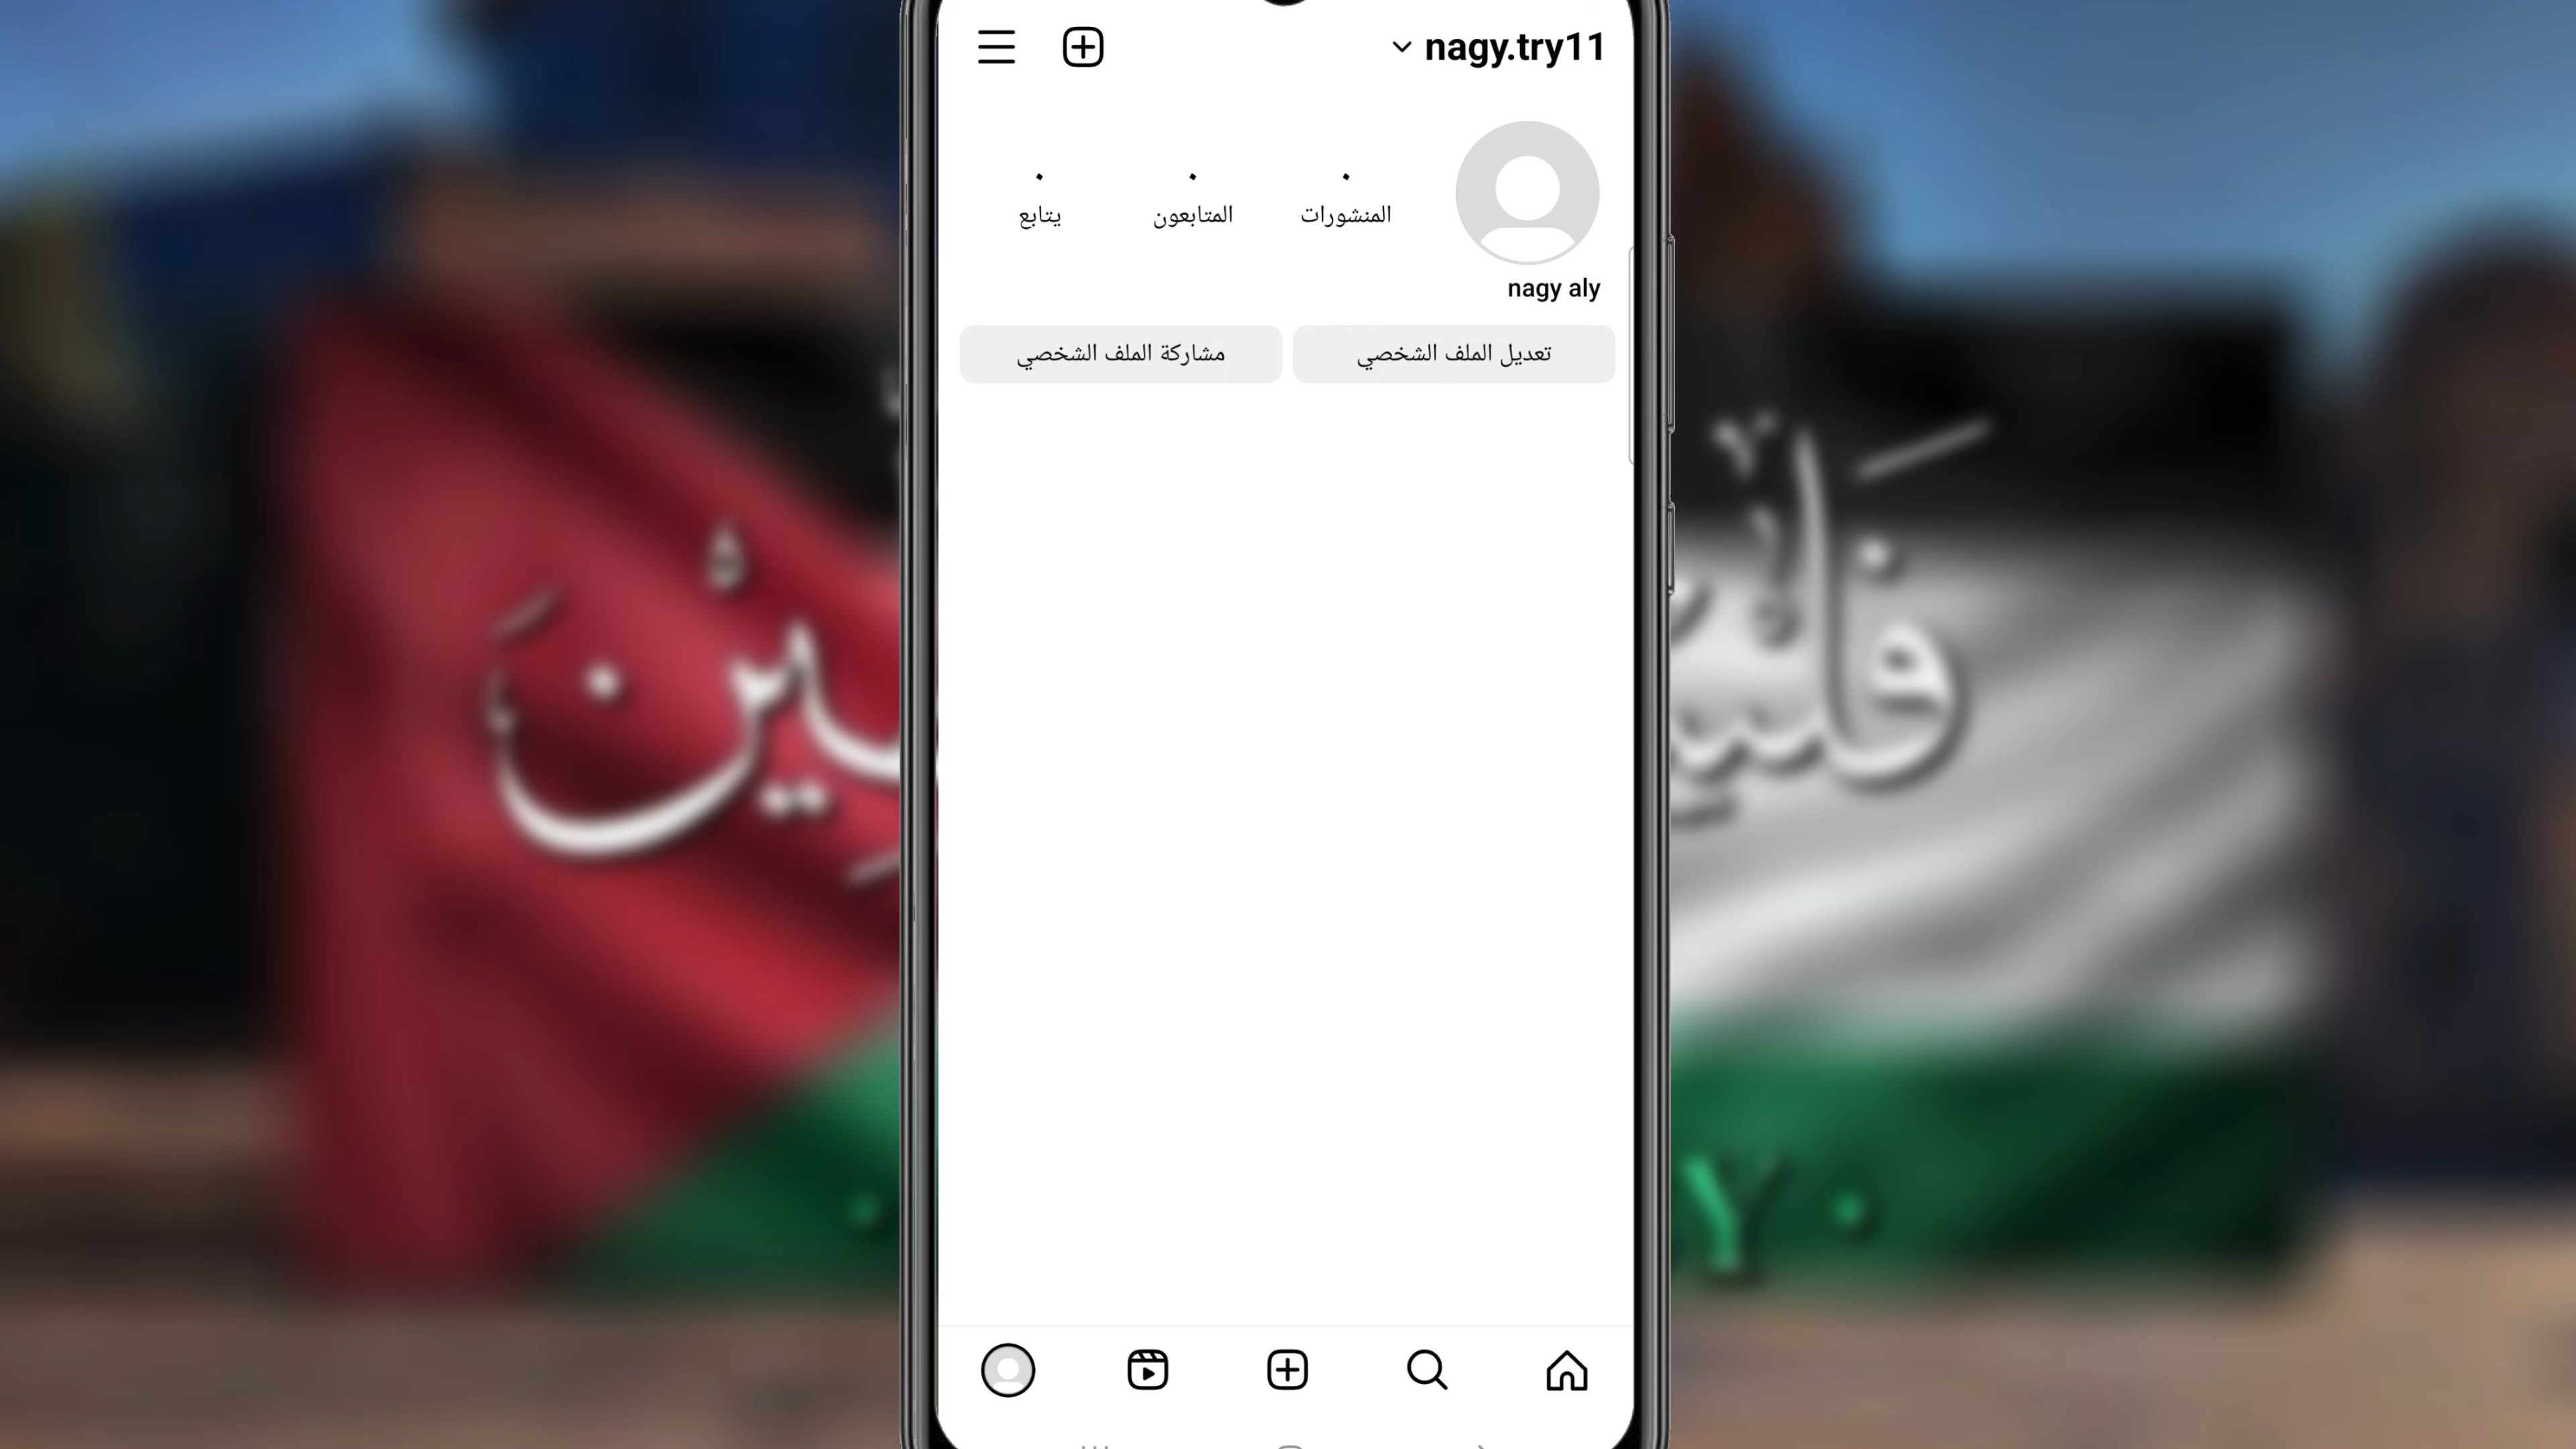 nagy.try11
المنشورات المتابعون يتابع
٠ ٠ ٠
nagy aly
تعديل الملف الشخصي مشاركة الملف الشخصي